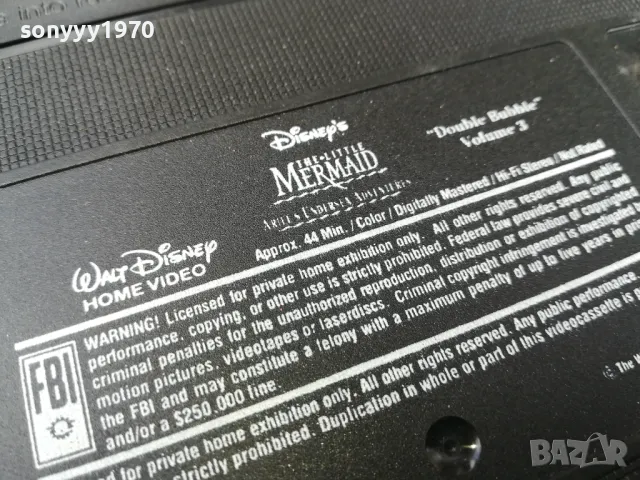 sonyyy1970
e into
DISNEY'S
THE LITTLE
MERMAID
ARIEL'S UNDERSEA ADVENTURES
"Double Bubble"
Volume 3
Approx. 44 Min. / Color / Digitally Mastered / Hi-Fi Stereo / Not Rated
WALT DISNEY
HOME VIDEO
FBI
WARNING! Licensed for private home exhibition only. All other rights reserved. Any public
performance, copying, or other use is strictly prohibited. Federal law provides severe civil and
criminal penalties for the unauthorized reproduction, distribution or exhibition of copyrighted
motion pictures, videotapes or laserdiscs. Criminal copyright infringement is investigated by
the FBI and may constitute a felony with a maximum penalty of up to five years in
and/or a $250,000 fine.
for private home exhibition only. All other rights reserved. Any public performance,
strictly prohibited. Duplication in whole or part of this videocassette is
© The
sonyyy1970
BAZAR